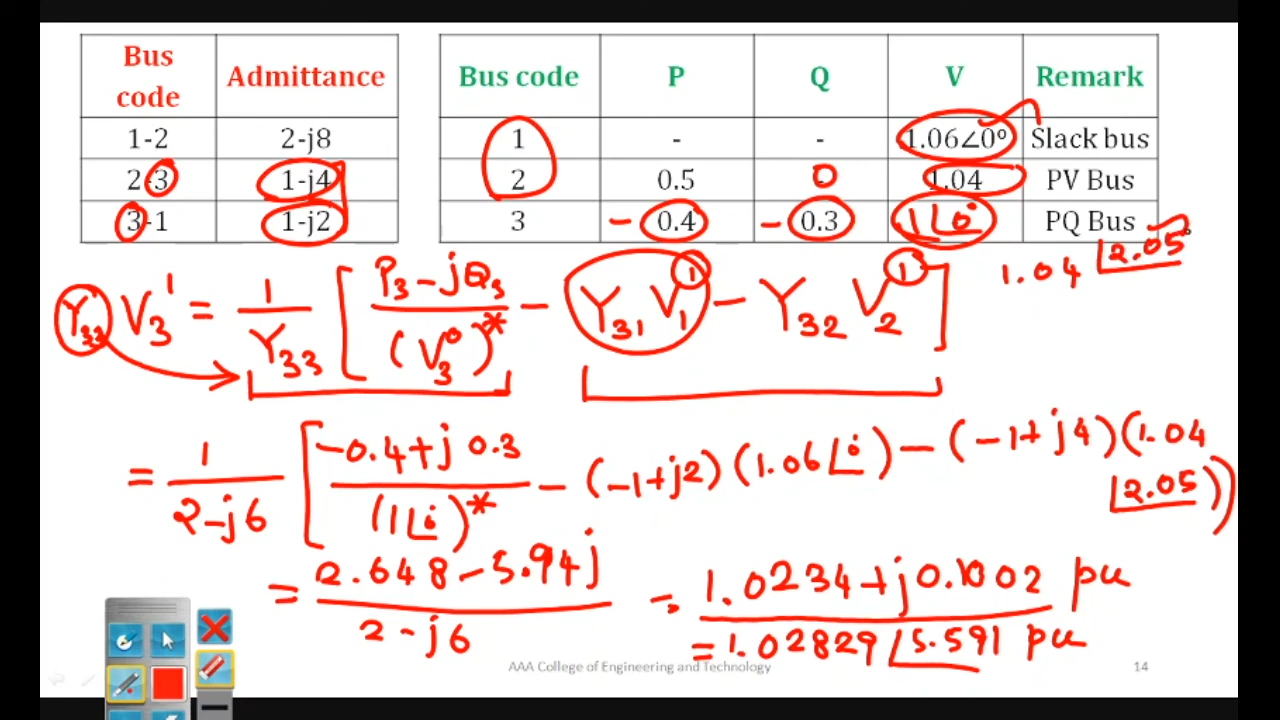 Bus code Admittance
1-2 2-j8
2-3 1-j4
3-1 1-j2
Bus code P Q V Remark
1 - - 1.06∠0° Slack bus
2 0.5 0 1.04 PV Bus
3 - 0.4 - 0.3 1∠0° PQ Bus
1.04 ∠2.05°
Y33 V3^1 = 1/Y33 [ (P3 - jQ3)/(V3^0)* - Y31 V1^(1) - Y32 V2^(1) ]
= 1/(2-j6) [ (-0.4+j 0.3)/(1∠0°)* - (-1+j2) (1.06∠0°) - (-1+j4) (1.04 ∠2.05) ]
= (2.648 - 5.94j)/(2-j6) = 1.0234+j0.1002 pu
= 1.02829 ∠5.591 pu
AAA College of Engineering and Technology
14